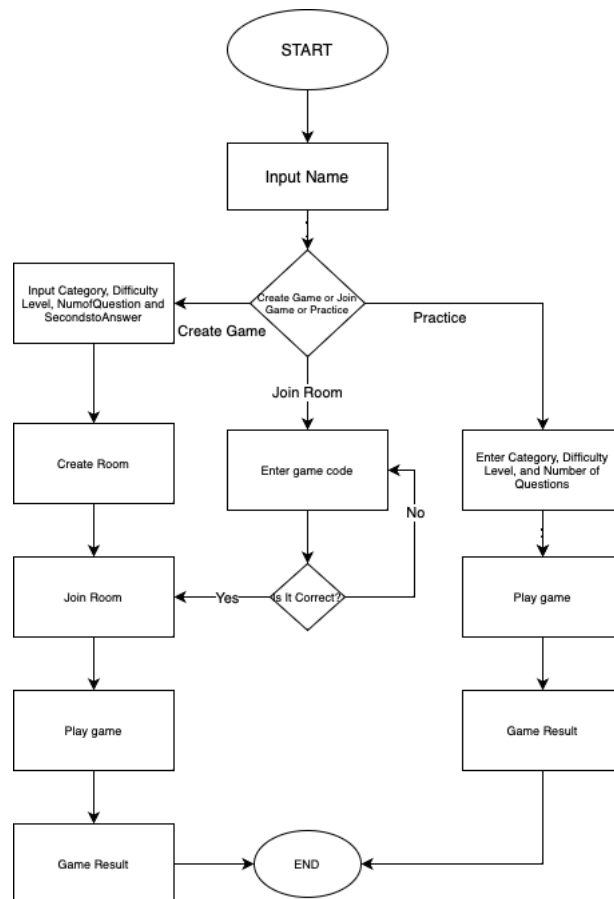 START
Input Name
:
Input Category, Difficulty
Level, NumofQuestion and
SecondstoAnswer
Create Game or Join
Game or Practice
Create Game
Practice
Join Room
Create Room
Enter game code
Enter Category, Difficulty
Level, and Number of
Questions
No
:
Join Room
Yes
Is It Correct?
Play game
Play game
Game Result
Game Result
END